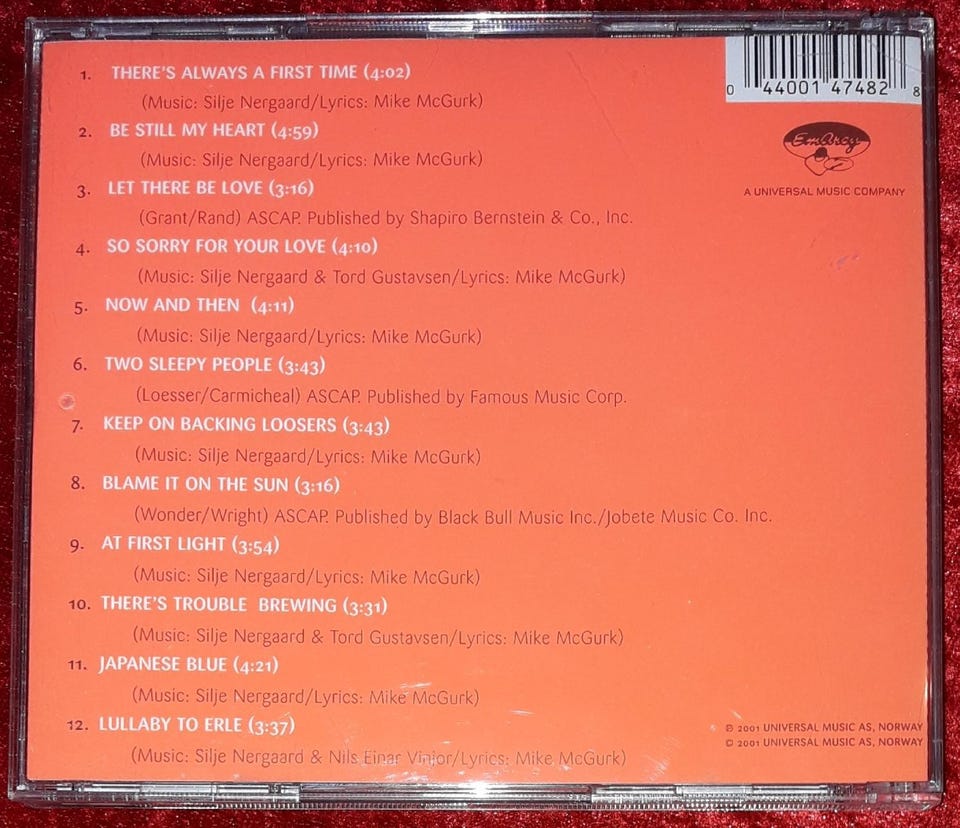 1. THERE'S ALWAYS A FIRST TIME (4:02)
(Music: Silje Nergaard/Lyrics: Mike McGurk)
2. BE STILL MY HEART (4:59)
(Music: Silje Nergaard/Lyrics: Mike McGurk)
3. LET THERE BE LOVE (3:16)
(Grant/Rand) ASCAP. Published by Shapiro Bernstein & Co., Inc.
4. SO SORRY FOR YOUR LOVE (4:10)
(Music: Silje Nergaard & Tord Gustavsen/Lyrics: Mike McGurk)
5. NOW AND THEN (4:11)
(Music: Silje Nergaard/Lyrics: Mike McGurk)
6. TWO SLEEPY PEOPLE (3:43)
(Loesser/Carmicheal) ASCAP. Published by Famous Music Corp.
7. KEEP ON BACKING LOOSERS (3:43)
(Music: Silje Nergaard/Lyrics: Mike McGurk)
8. BLAME IT ON THE SUN (3:16)
(Wonder/Wright) ASCAP. Published by Black Bull Music Inc./Jobete Music Co. Inc.
9. AT FIRST LIGHT (3:54)
(Music: Silje Nergaard/Lyrics: Mike McGurk)
10. THERE'S TROUBLE BREWING (3:31)
(Music: Silje Nergaard & Tord Gustavsen/Lyrics: Mike McGurk)
11. JAPANESE BLUE (4:21)
(Music: Silje Nergaard/Lyrics: Mike McGurk)
12. LULLABY TO ERLE (3:37)
(Music: Silje Nergaard & Nils Einar Vinjor/Lyrics: Mike McGurk)
0 44001 47482 8
EmArcy
A UNIVERSAL MUSIC COMPANY
℗ 2001 UNIVERSAL MUSIC AS, NORWAY
© 2001 UNIVERSAL MUSIC AS, NORWAY